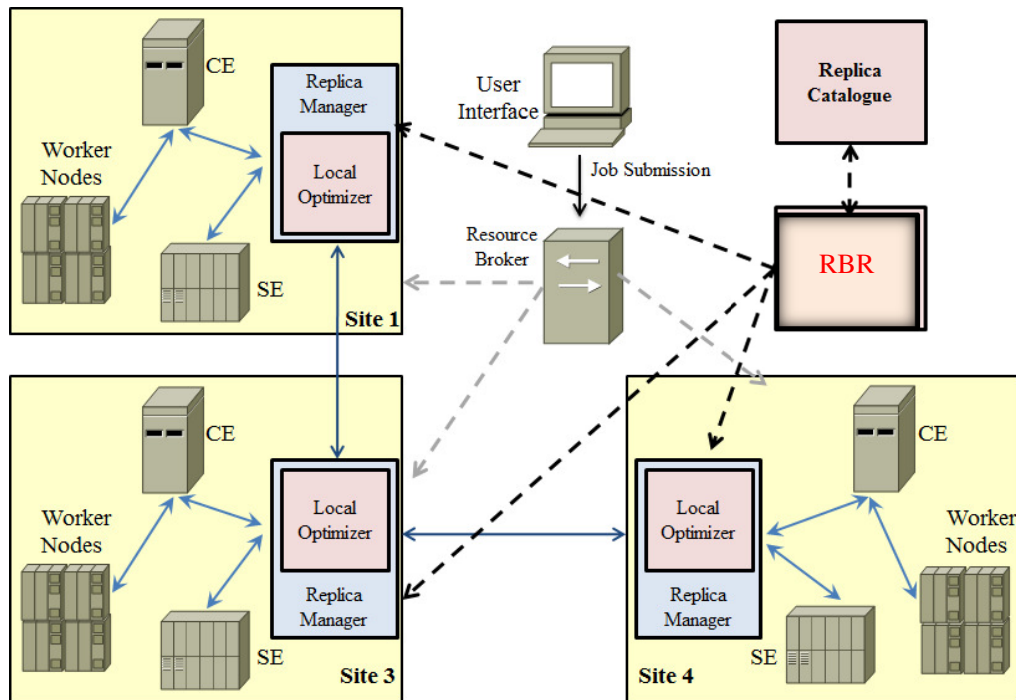 CE
Replica
Manager
Local
Optimizer
Worker
Nodes
SE
Site 1
User
Interface
Job Submission
Resource
Broker
Replica
Catalogue
RBR
CE
Worker
Nodes
Local
Optimizer
Replica
Manager
SE
Site 3
Local
Optimizer
Replica
Manager
CE
Worker
Nodes
SE
Site 4